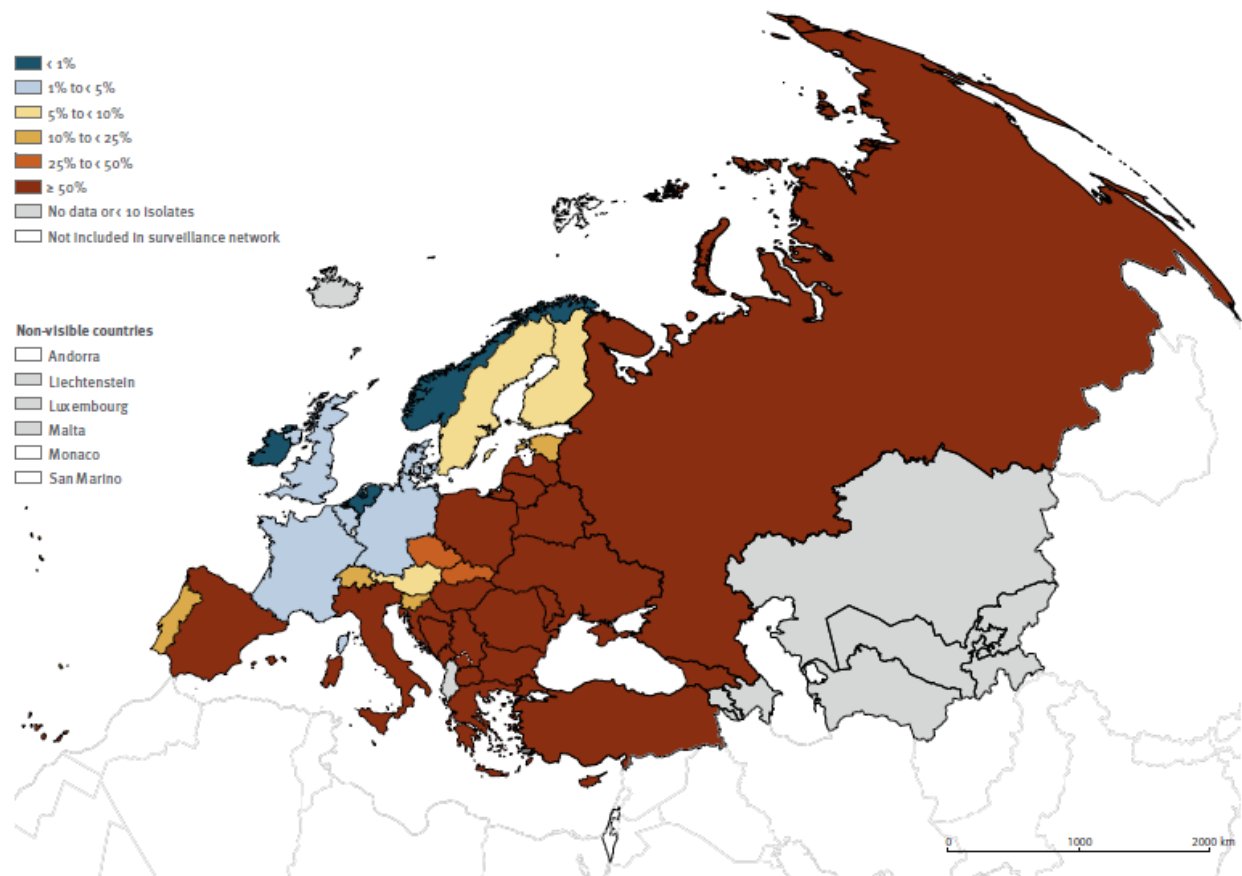 < 1%
1% to < 5%
5% to < 10%
10% to < 25%
25% to < 50%
≥ 50%
No data or < 10 isolates
Not included in surveillance network
Non-visible countries
Andorra
Liechtenstein
Luxembourg
Malta
Monaco
San Marino
0 1000 2000 km